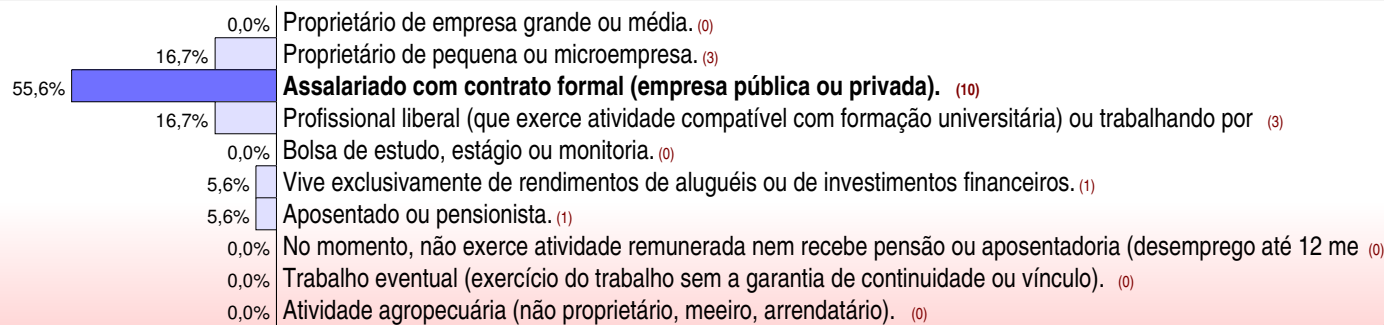 0,0% Proprietário de empresa grande ou média. (0)
16,7% Proprietário de pequena ou microempresa. (3)
55,6% Assalariado com contrato formal (empresa pública ou privada). (10)
16,7% Profissional liberal (que exerce atividade compatível com formação universitária) ou trabalhando por (3)
0,0% Bolsa de estudo, estágio ou monitoria. (0)
5,6% Vive exclusivamente de rendimentos de aluguéis ou de investimentos financeiros. (1)
5,6% Aposentado ou pensionista. (1)
0,0% No momento, não exerce atividade remunerada nem recebe pensão ou aposentadoria (desemprego até 12 me (0)
0,0% Trabalho eventual (exercício do trabalho sem a garantia de continuidade ou vínculo). (0)
0,0% Atividade agropecuária (não proprietário, meeiro, arrendatário). (0)